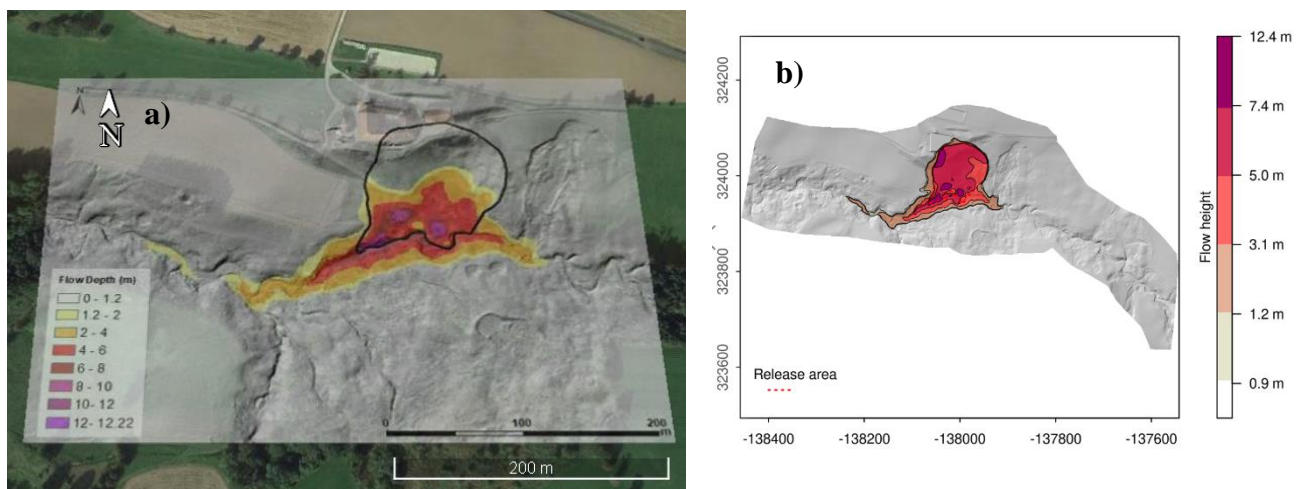 a)
N
N
Flow Depth (m)
0 - 1.2
1.2 - 2
2 - 4
4 - 6
6 - 8
8 - 10
10 - 12
12 - 12.22
0 100 200
m
200 m
b)
324200
324000
323800
323600
-138400 -138200 -138000 -137800 -137600
Release area
Flow height
12.4 m
7.4 m
5.0 m
3.1 m
1.2 m
0.9 m